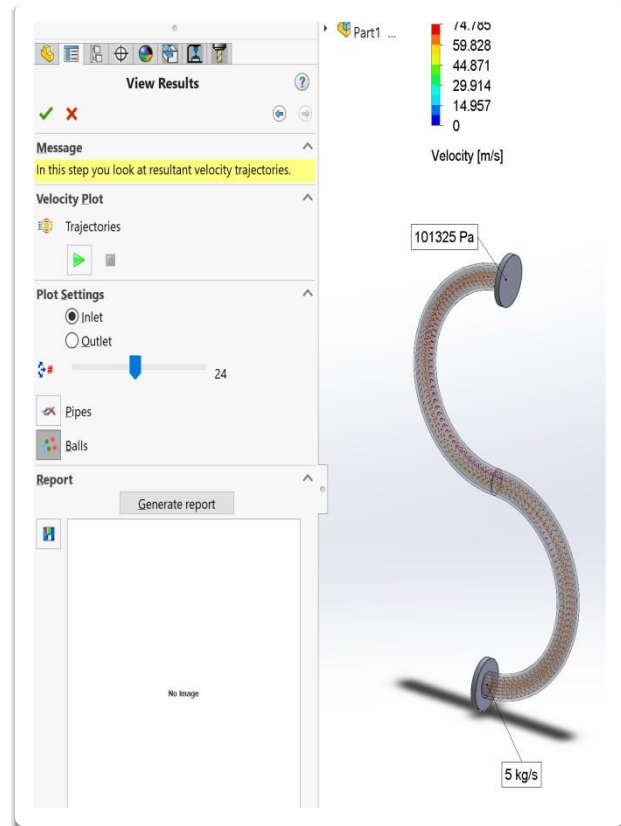 View Results
Message
In this step you look at resultant velocity trajectories.
Velocity Plot
Trajectories
Plot Settings
Inlet
Outlet
24
Pipes
Balls
Report
Generate report
No Image
Part1 ...
74.785
59.828
44.871
29.914
14.957
0
Velocity [m/s]
101325 Pa
5 kg/s